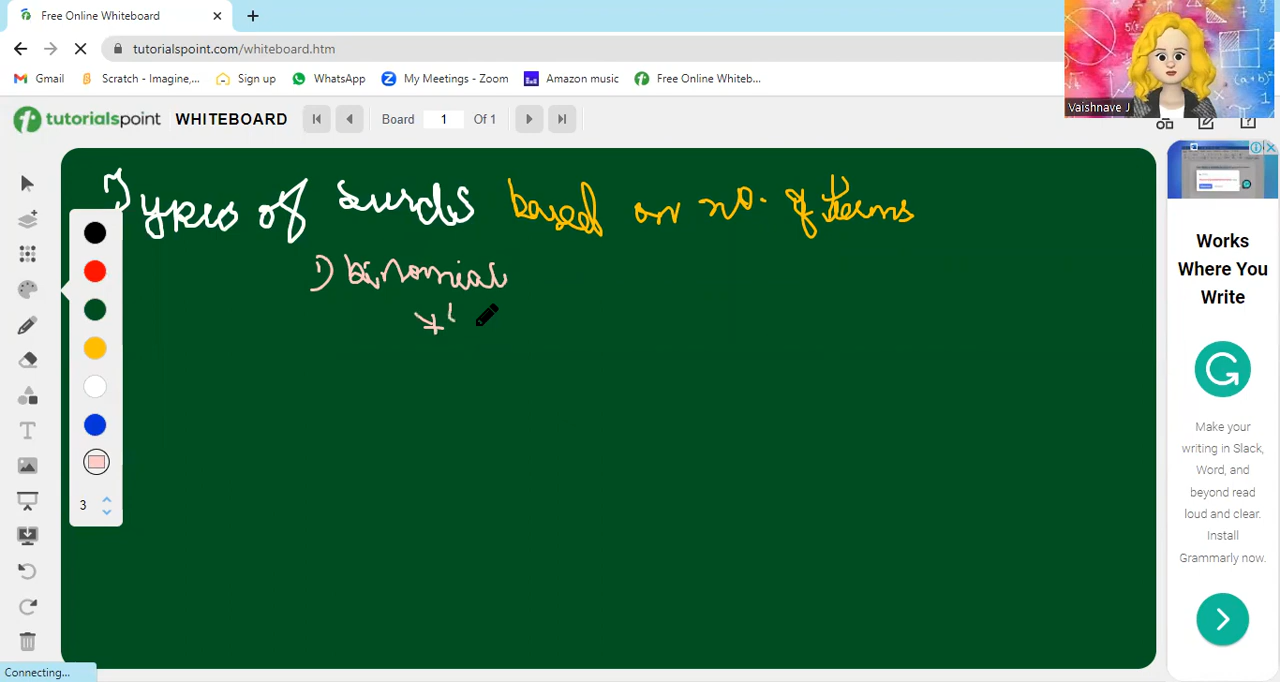 Free Online Whiteboard
tutorialspoint.com/whiteboard.htm
Gmail Scratch - Imagine,... Sign up WhatsApp My Meetings - Zoom Amazon music Free Online Whiteb...
Vaishnave J
tutorialspoint WHITEBOARD Board 1 Of 1
Types of surds based on no. of terms
1) binomial
3
Works
Where You
Write
Make your
writing in Slack,
Word, and
beyond read
loud and clear.
Install
Grammarly now.
Connecting...